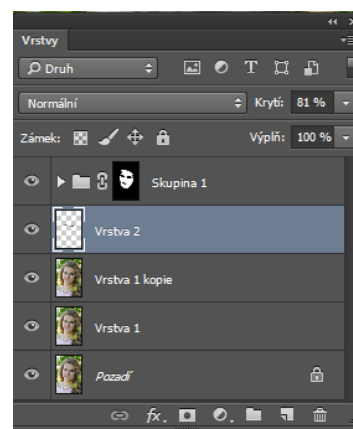 Vrstvy
Druh
Normální Krytí: 81 %
Zámek: Výplň: 100 %
Skupina 1
Vrstva 2
Vrstva 1 kopie
Vrstva 1
Pozadí
fx.